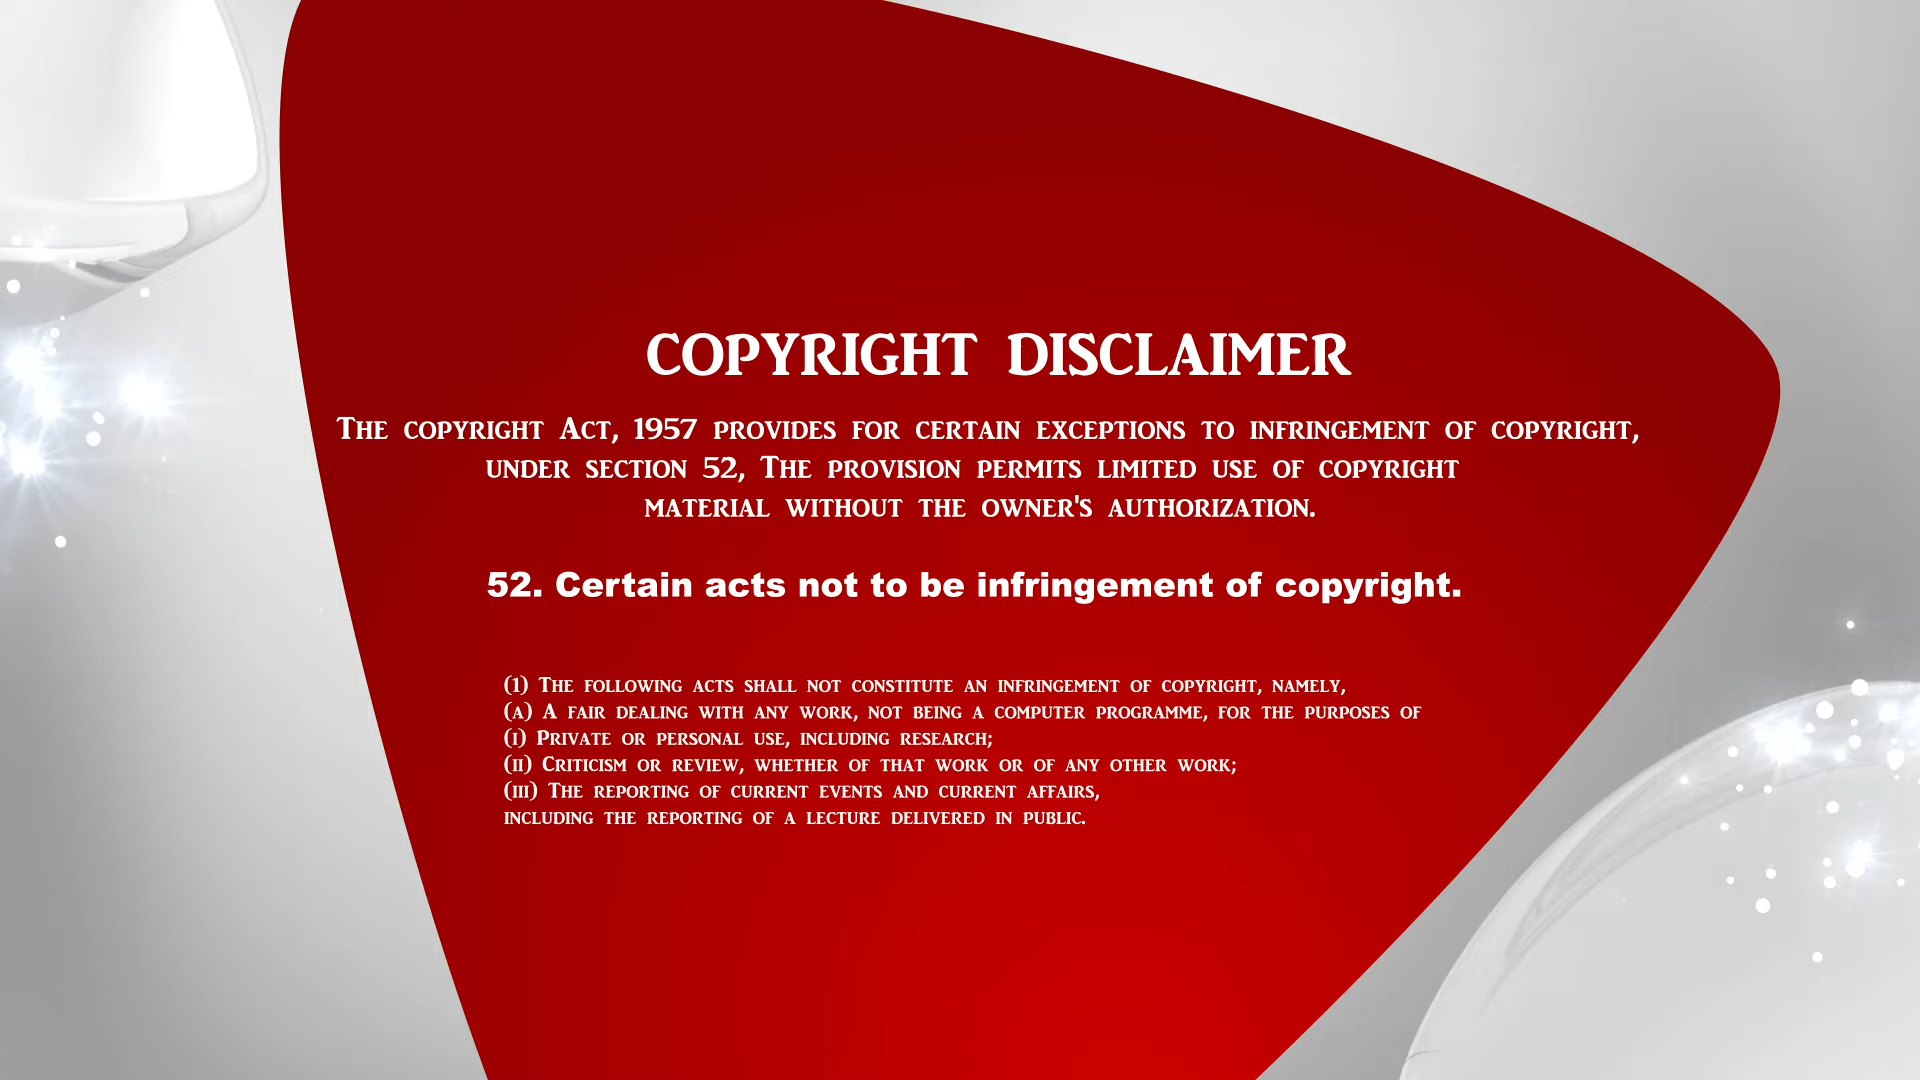 COPYRIGHT DISCLAIMER
The copyright Act, 1957 provides for certain exceptions to infringement of copyright,
under section 52, The provision permits limited use of copyright
material without the owner's authorization.
52. Certain acts not to be infringement of copyright.
(1) The following acts shall not constitute an infringement of copyright, namely,
(a) A fair dealing with any work, not being a computer programme, for the purposes of
(i) Private or personal use, including research;
(ii) Criticism or review, whether of that work or of any other work;
(iii) The reporting of current events and current affairs,
including the reporting of a lecture delivered in public.